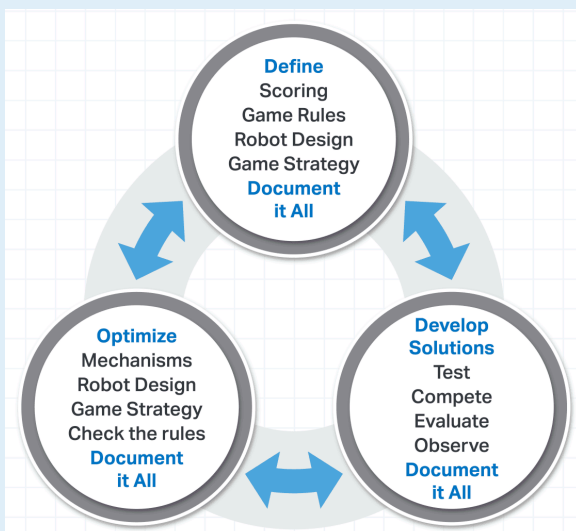 Define
Scoring
Game Rules
Robot Design
Game Strategy
Document
it All
Optimize
Mechanisms
Robot Design
Game Strategy
Check the rules
Document
it All
Develop
Solutions
Test
Compete
Evaluate
Observe
Document
it All